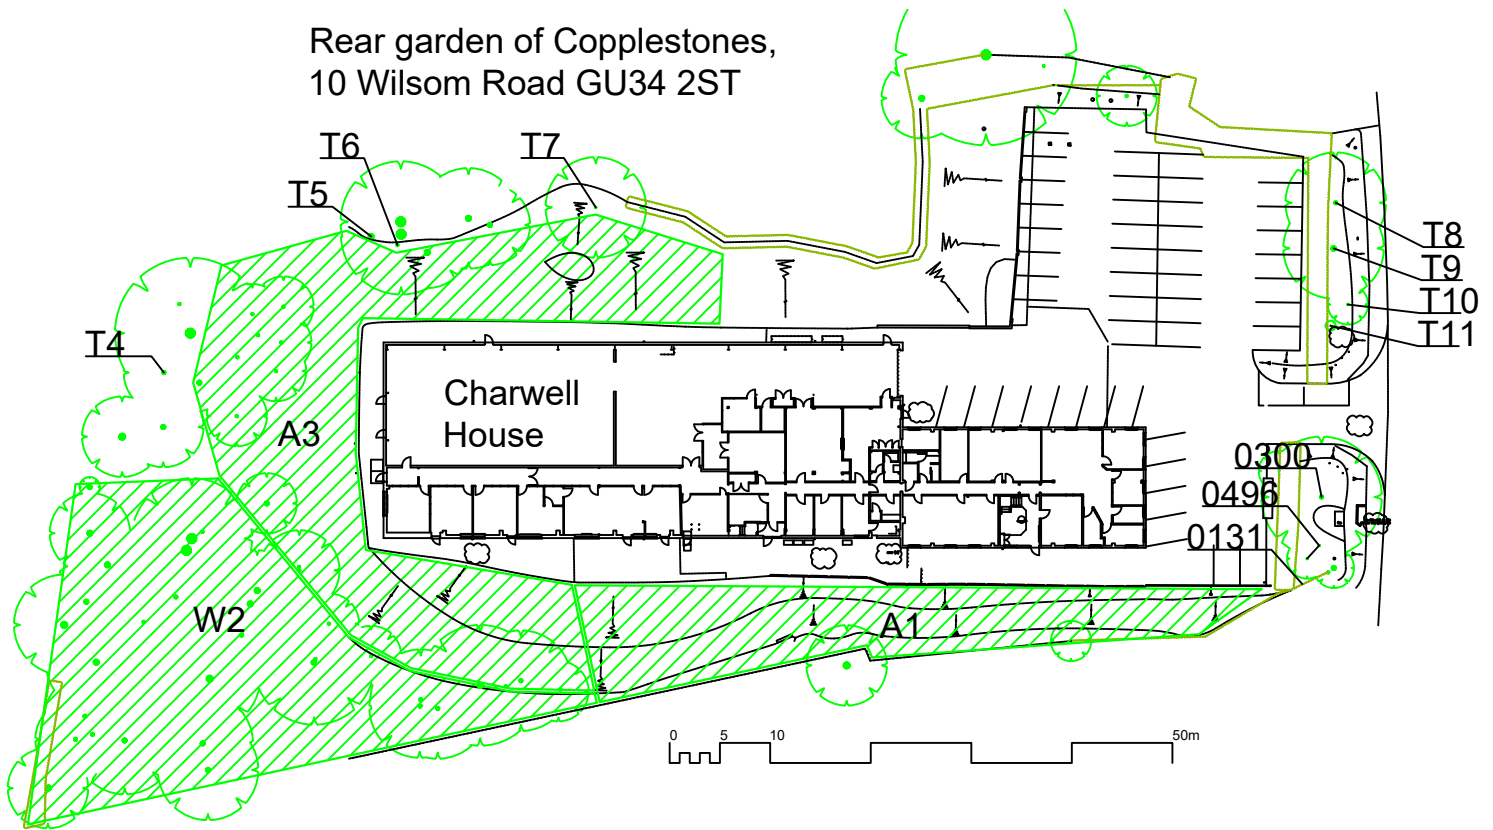 Rear garden of Copplestones,
10 Wilsom Road GU34 2ST
T6
T7
T5
T8
T9
T10
T11
T4
Charwell
House
A3
0300
0496
0131
W2
A1
0 5 10 50m